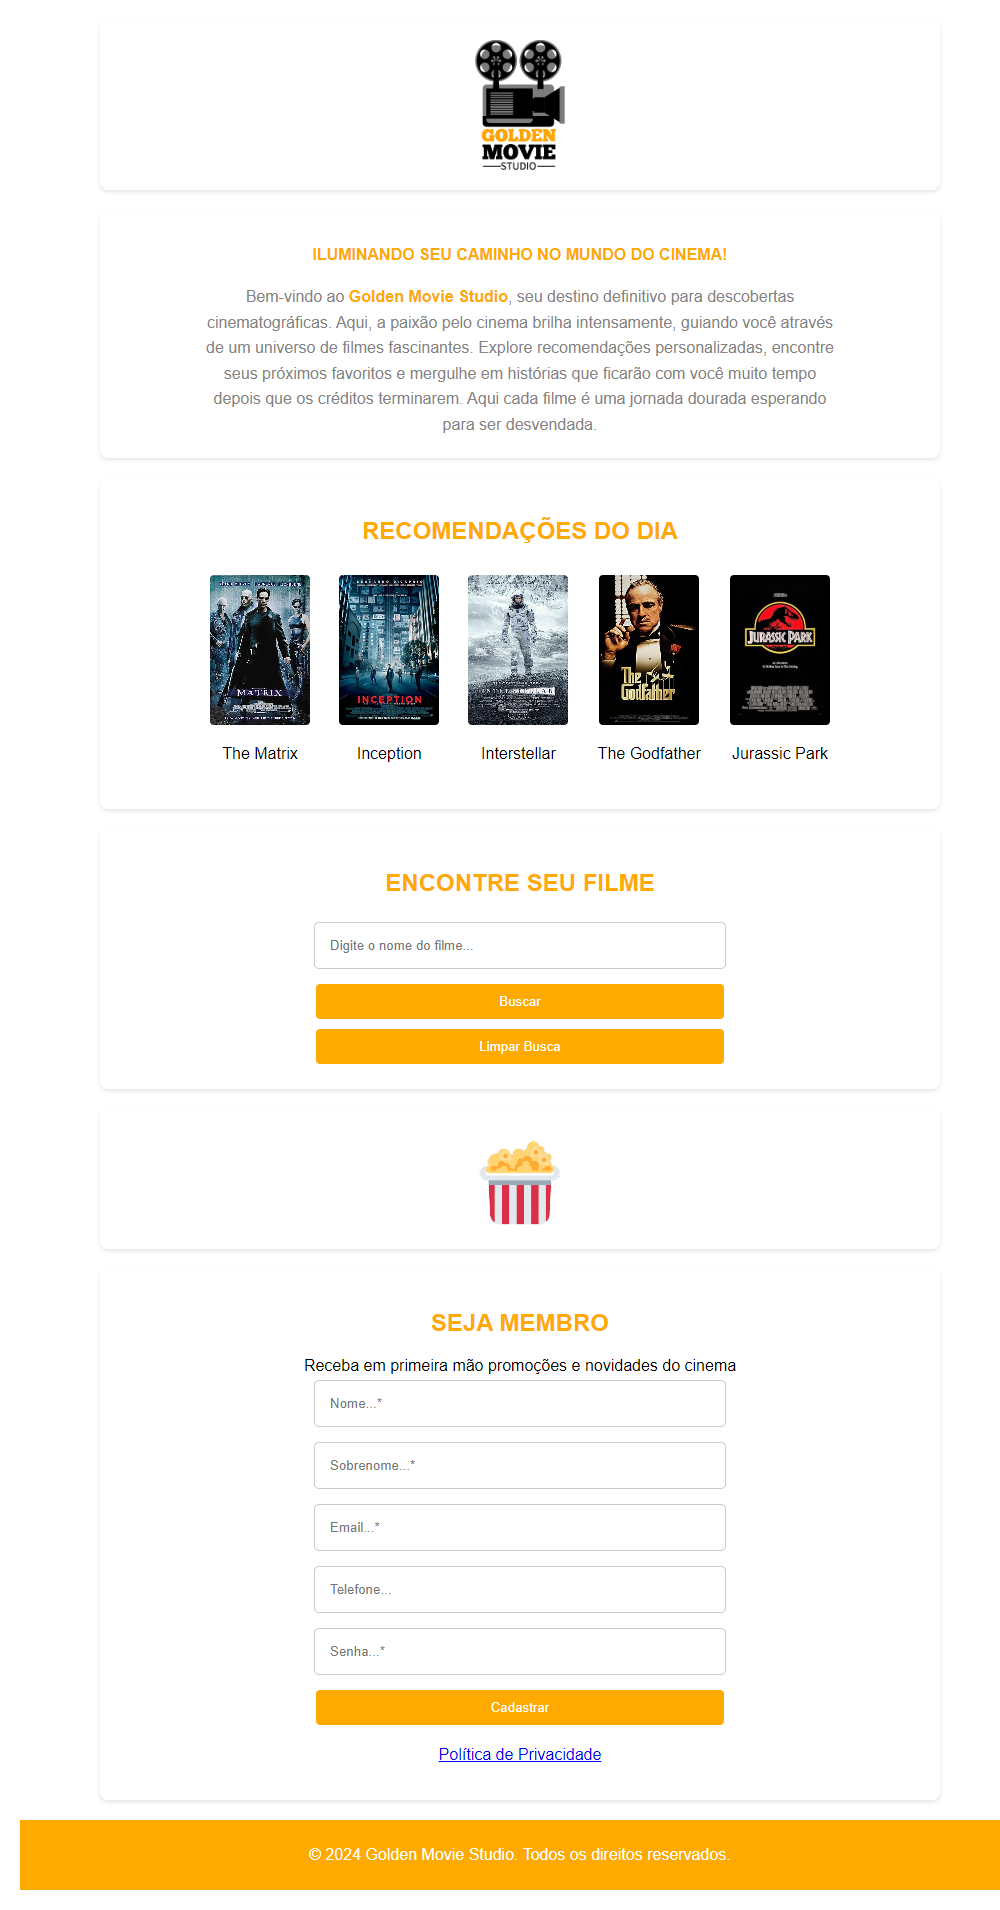 GOLDEN
MOVIE
STUDIO
ILUMINANDO SEU CAMINHO NO MUNDO DO CINEMA!
Bem-vindo ao Golden Movie Studio, seu destino definitivo para descobertas
cinematográficas. Aqui, a paixão pelo cinema brilha intensamente, guiando você através
de um universo de filmes fascinantes. Explore recomendações personalizadas, encontre
seus próximos favoritos e mergulhe em histórias que ficarão com você muito tempo
depois que os créditos terminarem. Aqui cada filme é uma jornada dourada esperando
para ser desvendada.
RECOMENDAÇÕES DO DIA
MATRIX
INCEPTION
The
Godfather
JURASSIC PARK
The Matrix
Inception
Interstellar
The Godfather
Jurassic Park
ENCONTRE SEU FILME
Digite o nome do filme...
Buscar
Limpar Busca
SEJA MEMBRO
Receba em primeira mão promoções e novidades do cinema
Nome...*
Sobrenome...*
Email...*
Telefone...
Senha...*
Cadastrar
Política de Privacidade
© 2024 Golden Movie Studio. Todos os direitos reservados.